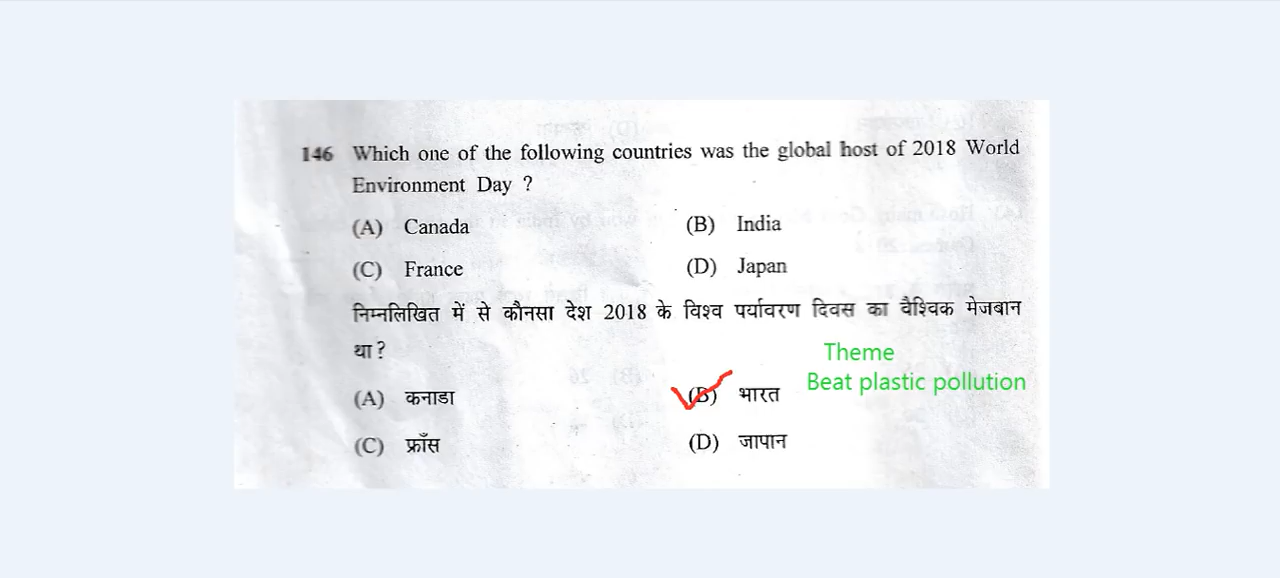 146 Which one of the following countries was the global host of 2018 World
Environment Day ?
(A) Canada (B) India
(C) France (D) Japan
निम्नलिखित में से कौनसा देश 2018 के विश्व पर्यावरण दिवस का वैश्विक मेजबान
था ?
Theme
Beat plastic pollution
(A) कनाडा (B) भारत
(C) फ्राँस (D) जापान